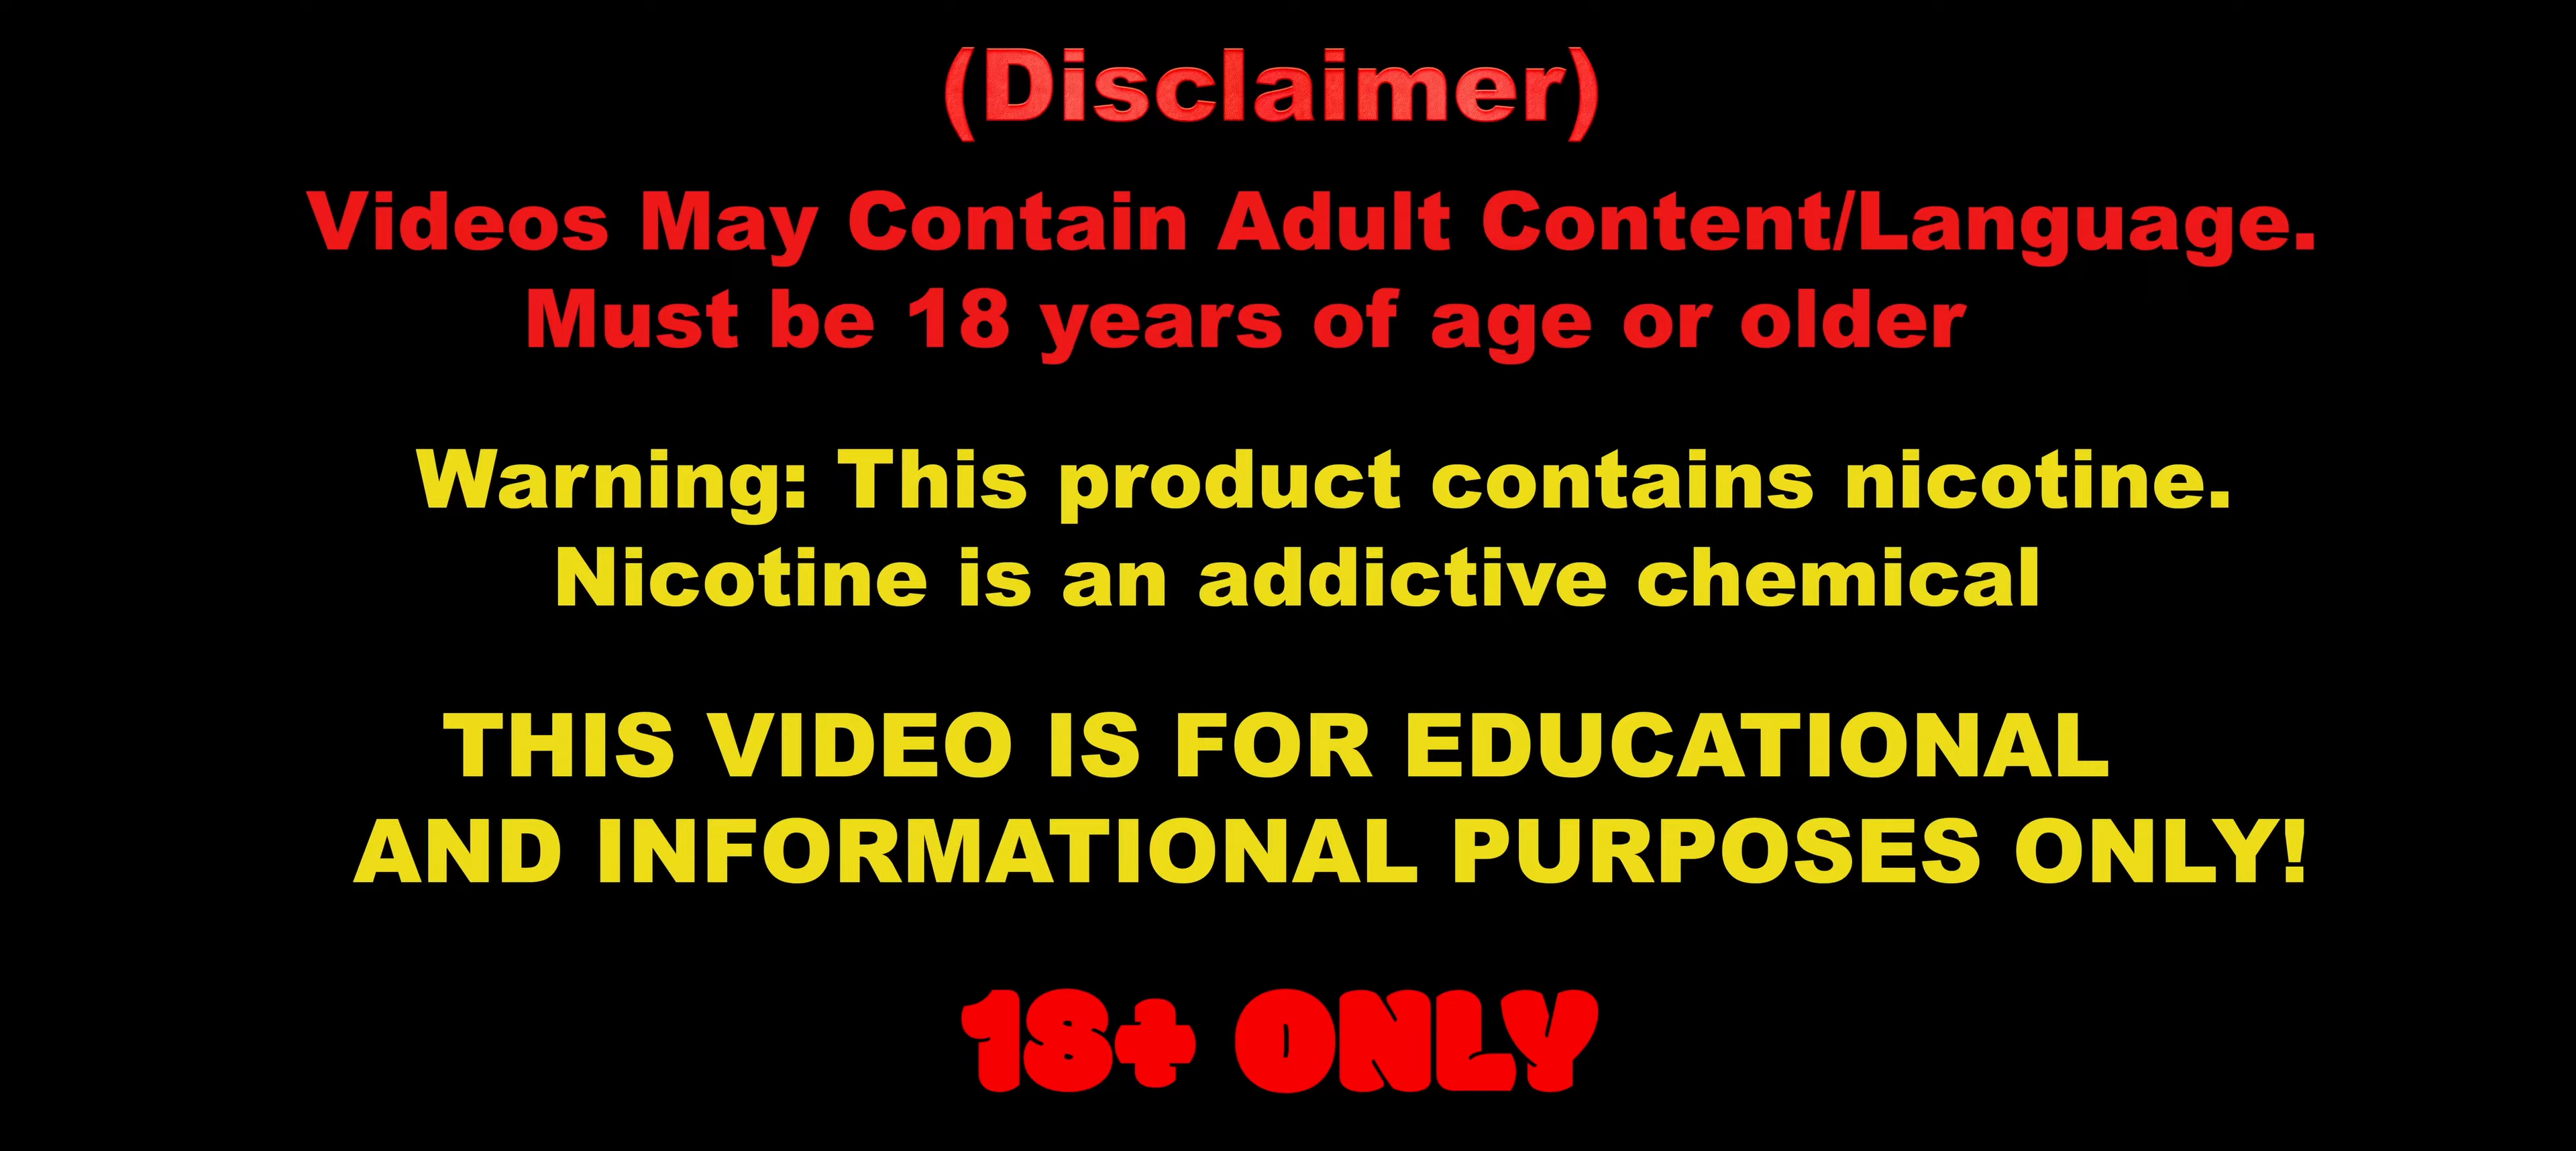 (Disclaimer)
Videos May Contain Adult Content/Language.
Must be 18 years of age or older
Warning: This product contains nicotine.
Nicotine is an addictive chemical
THIS VIDEO IS FOR EDUCATIONAL
AND INFORMATIONAL PURPOSES ONLY!
18+ ONLY